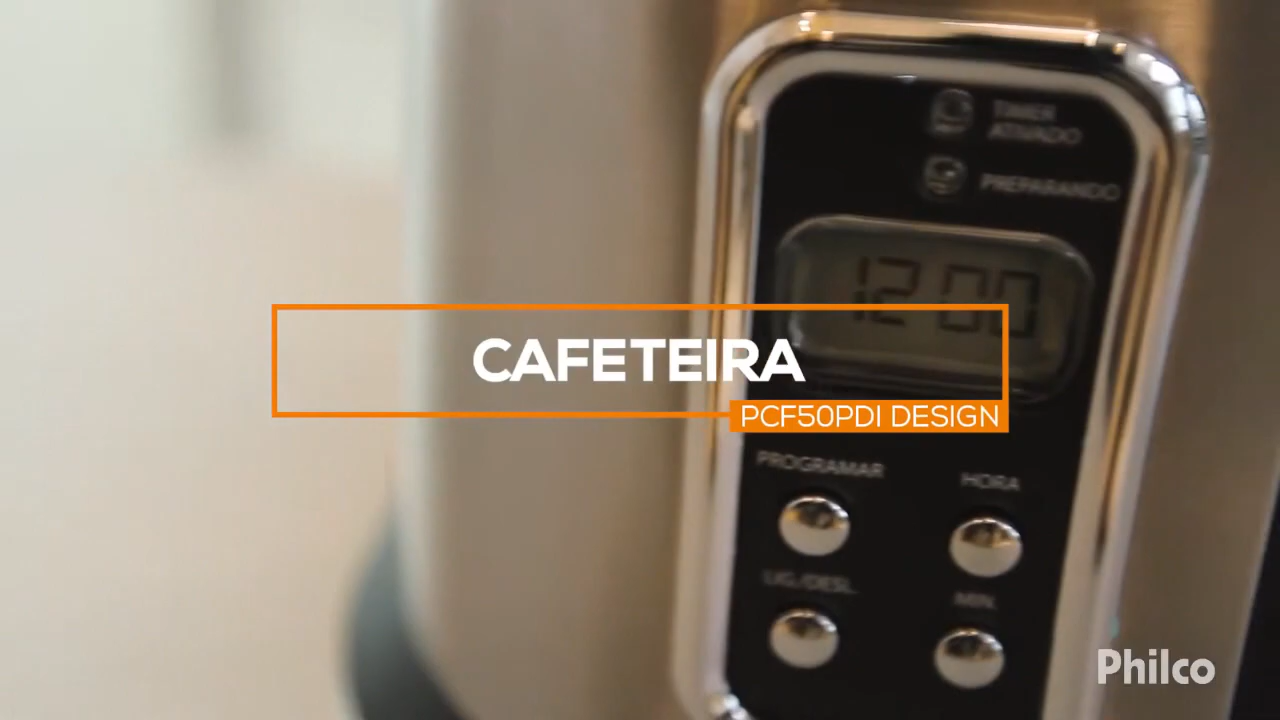 TIMER
ATIVADO
PREPARANDO
12:00
CAFETEIRA
PCF50PDI DESIGN
PROGRAMAR
HORA
LIG./DESL.
MIN.
Philco